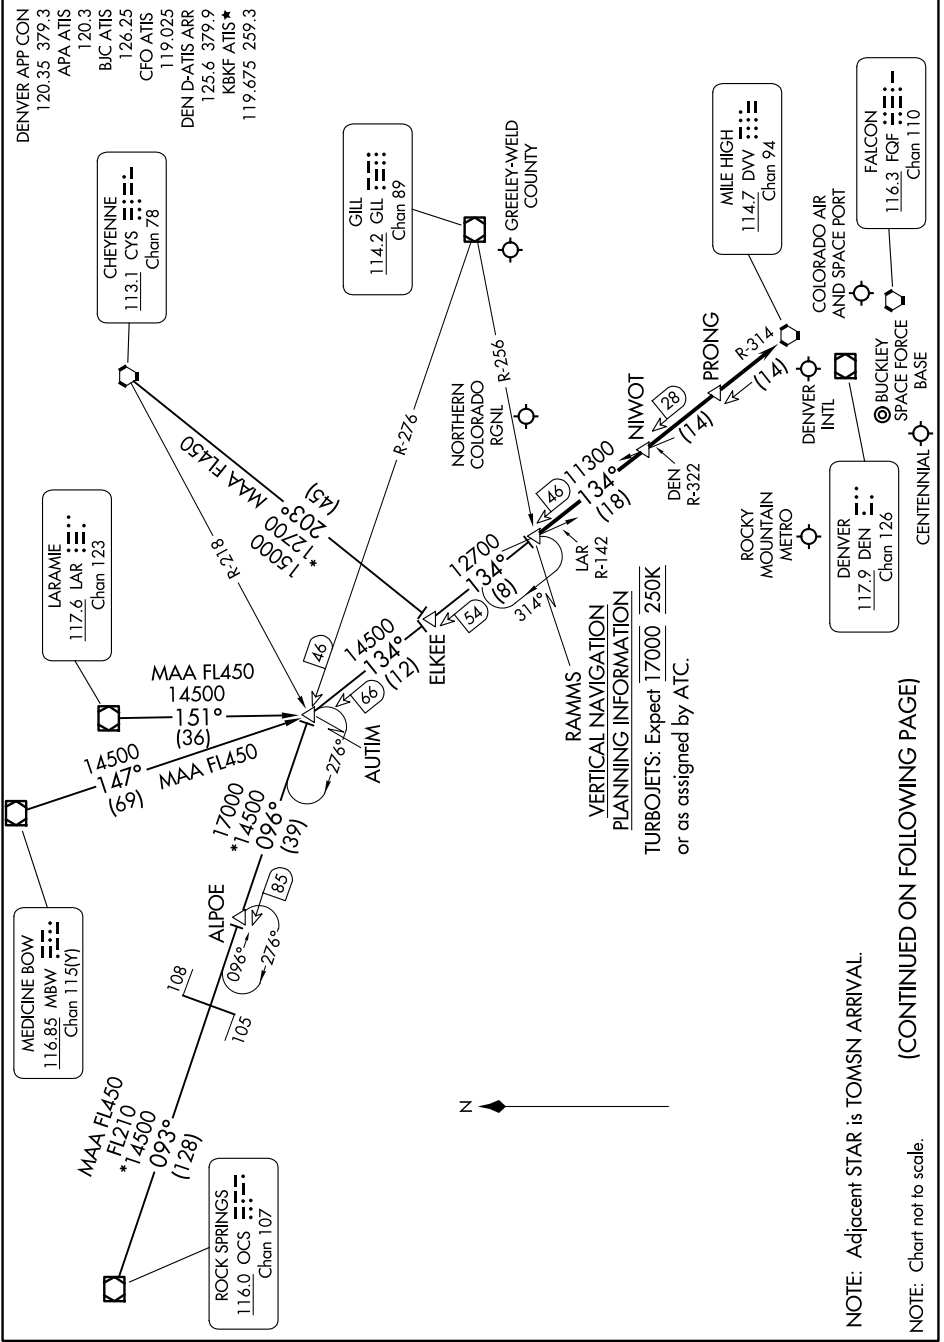 DENVER APP CON
120.35 379.3
APA ATIS
120.3
BJC ATIS
126.25
CFO ATIS
119.025
DEN D-ATIS ARR
125.6 379.9
KBKF ATIS★
119.675 259.3
CHEYENNE
113.1 CYS
Chan 78
GILL
114.2 GLL
Chan 89
GREELEY-WELD
COUNTY
MILE HIGH
114.7 DVV
Chan 94
FALCON
116.3 FQF
Chan 110
COLORADO AIR
AND SPACE PORT
BUCKLEY
SPACE FORCE
BASE
DENVER
INTL
CENTENNIAL
DENVER
117.9 DEN
Chan 126
ROCKY
MOUNTAIN
METRO
NORTHERN
COLORADO
RGNL
LARAMIE
117.6 LAR
Chan 123
MAA FL450
14500
151°
(36)
MEDICINE BOW
116.85 MBW
Chan 115(Y)
14500
147°
(69)
MAA FL450
ROCK SPRINGS
116.0 OCS
Chan 107
MAA FL450
FL210
*14500
093°
(128)
108
105
ALPOE
85
096°
276°
17000
*14500
096°
(39)
AUTIM
276°
66
46
R-218
R-276
R-256
14500
134°
(12)
ELKEE
54
MAA FL450
15000
*12700
203°
(45)
12700
134°
(8)
314°
RAMMS
46
LAR
R-142
11300
134°
(18)
NIWOT
28
DEN
R-322
(14)
PRONG
R-314
(14)
VERTICAL NAVIGATION
PLANNING INFORMATION
TURBOJETS: Expect 17000 250K
or as assigned by ATC.
N
NOTE: Adjacent STAR is TOMSN ARRIVAL.
(CONTINUED ON FOLLOWING PAGE)
NOTE: Chart not to scale.